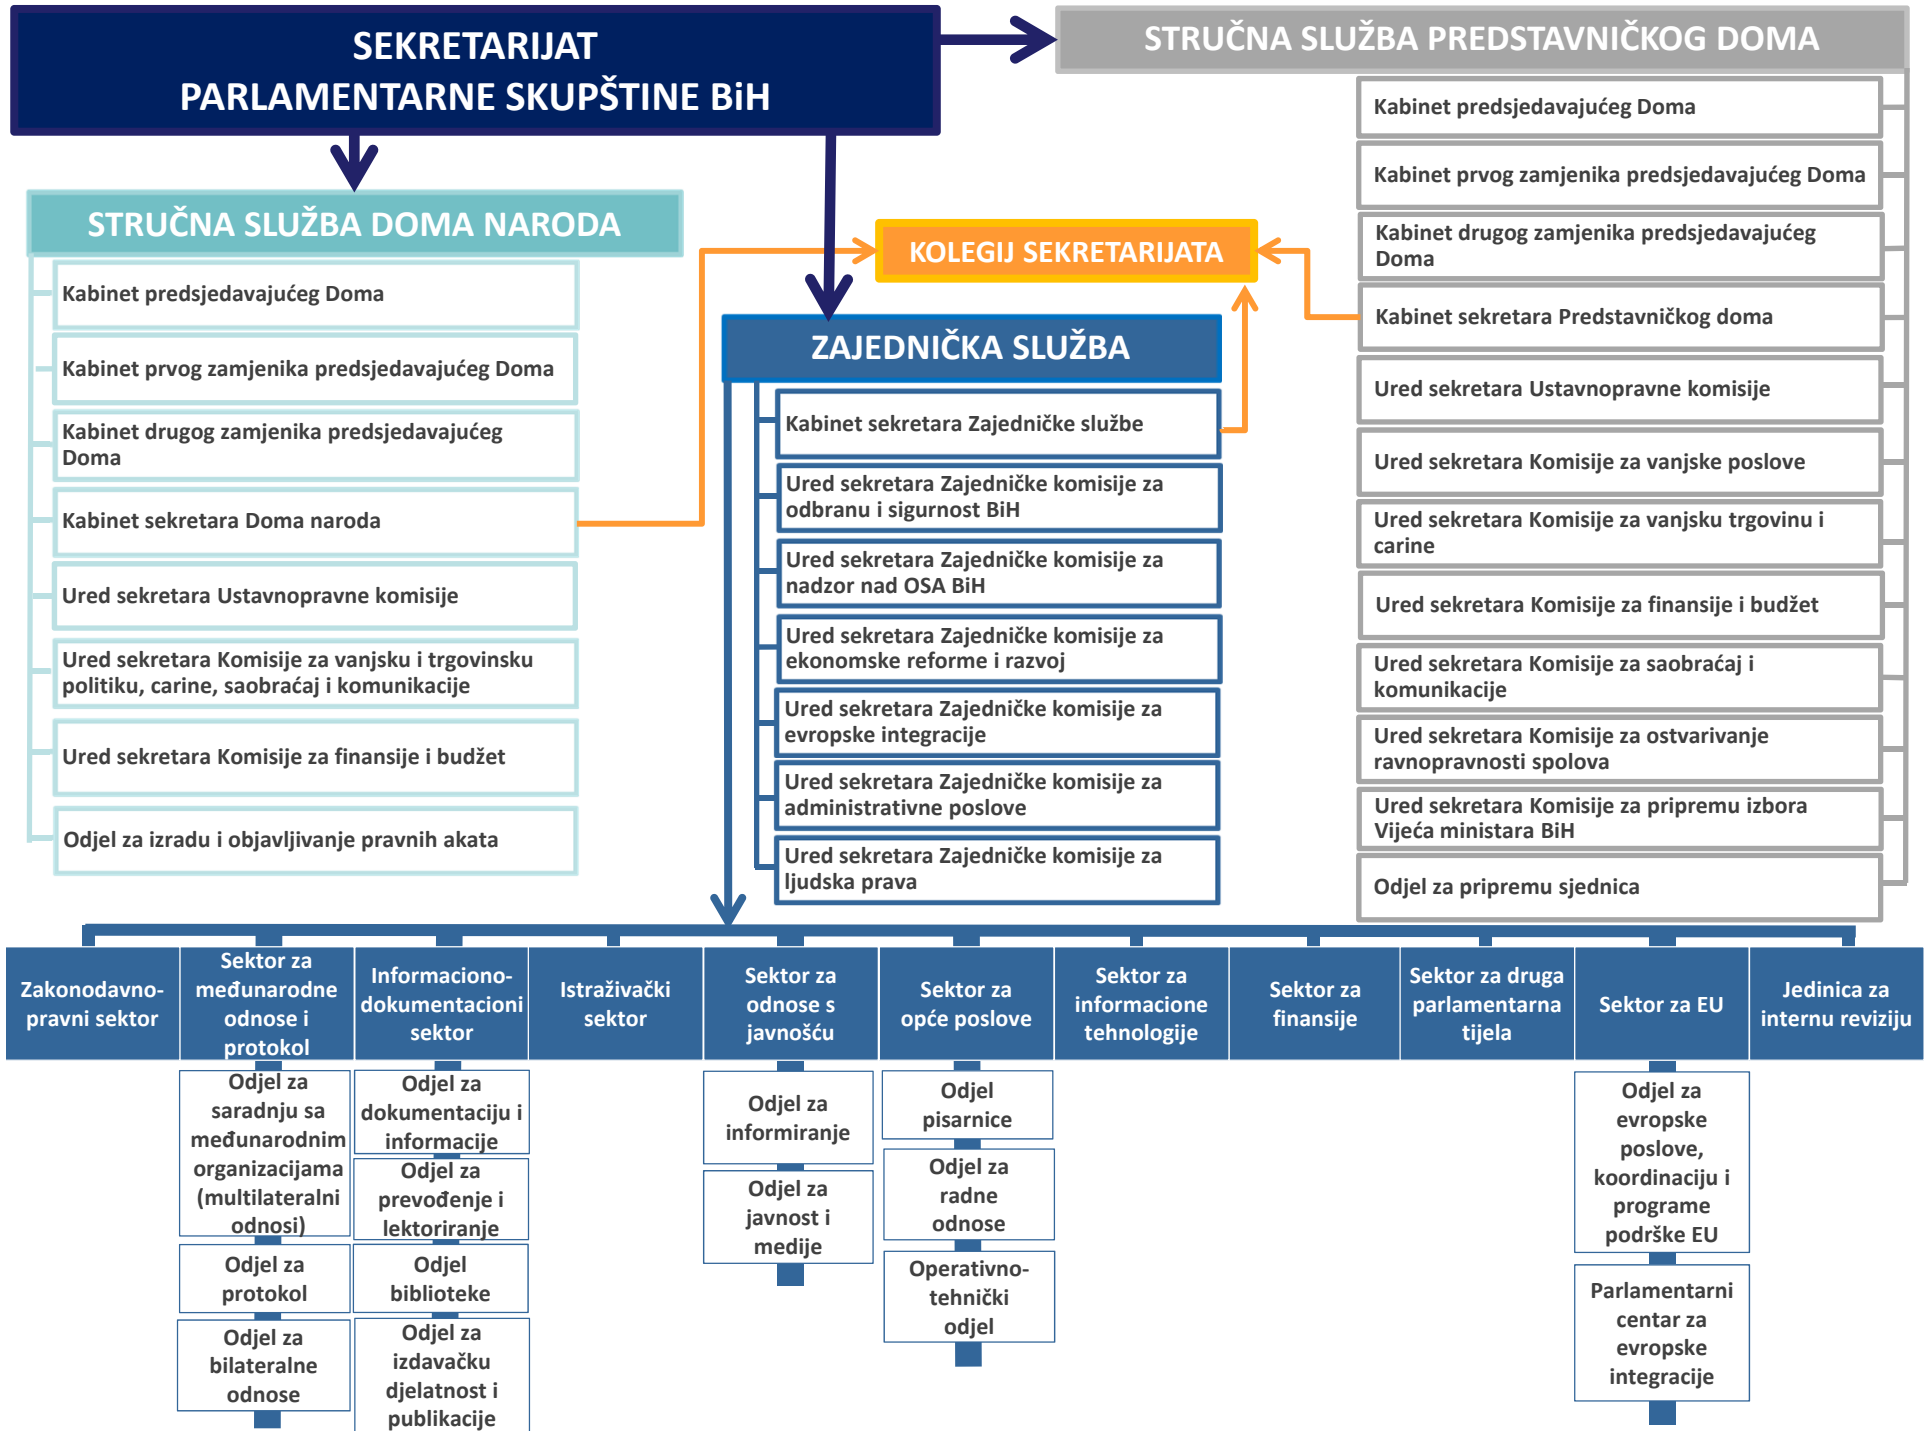 SEKRETARIJAT
PARLAMENTARNE SKUPŠTINE BiH
STRUČNA SLUŽBA PREDSTAVNIČKOG DOMA
Kabinet predsjedavajućeg Doma
Kabinet prvog zamjenika predsjedavajućeg Doma
Kabinet drugog zamjenika predsjedavajućeg
Doma
Kabinet sekretara Predstavničkog doma
Ured sekretara Ustavnopravne komisije
Ured sekretara Komisije za vanjske poslove
Ured sekretara Komisije za vanjsku trgovinu i
carine
Ured sekretara Komisije za finansije i budžet
Ured sekretara Komisije za saobraćaj i
komunikacije
Ured sekretara Komisije za ostvarivanje
ravnopravnosti spolova
Ured sekretara Komisije za pripremu izbora
Vijeća ministara BiH
Odjel za pripremu sjednica
STRUČNA SLUŽBA DOMA NARODA
Kabinet predsjedavajućeg Doma
Kabinet prvog zamjenika predsjedavajućeg Doma
Kabinet drugog zamjenika predsjedavajućeg
Doma
Kabinet sekretara Doma naroda
Ured sekretara Ustavnopravne komisije
Ured sekretara Komisije za vanjsku i trgovinsku
politiku, carine, saobraćaj i komunikacije
Ured sekretara Komisije za finansije i budžet
Odjel za izradu i objavljivanje pravnih akata
KOLEGIJ SEKRETARIJATA
ZAJEDNIČKA SLUŽBA
Kabinet sekretara Zajedničke službe
Ured sekretara Zajedničke komisije za
odbranu i sigurnost BiH
Ured sekretara Zajedničke komisije za
nadzor nad OSA BiH
Ured sekretara Zajedničke komisije za
ekonomske reforme i razvoj
Ured sekretara Zajedničke komisije za
evropske integracije
Ured sekretara Zajedničke komisije za
administrativne poslove
Ured sekretara Zajedničke komisije za
ljudska prava
Zakonodavno-
pravni sektor
Sektor za
međunarodne
odnose i
protokol
Odjel za
saradnju sa
međunarodnim
organizacijama
(multilateralni
odnosi)
Odjel za
protokol
Odjel za
bilateralne
odnose
Informaciono-
dokumentacioni
sektor
Odjel za
dokumentaciju i
informacije
Odjel za
prevođenje i
lektoriranje
Odjel
biblioteke
Odjel za
izdavačku
djelatnost i
publikacije
Istraživački
sektor
Sektor za
odnose s
javnošću
Odjel za
informiranje
Odjel za
javnost i
medije
Sektor za
opće poslove
Odjel
pisarnice
Odjel za
radne
odnose
Operativno-
tehnički
odjel
Sektor za
informacione
tehnologije
Sektor za
finansije
Sektor za druga
parlamentarna
tijela
Sektor za EU
Odjel za
evropske
poslove,
koordinaciju i
programe
podrške EU
Parlamentarni
centar za
evropske
integracije
Jedinica za
internu reviziju